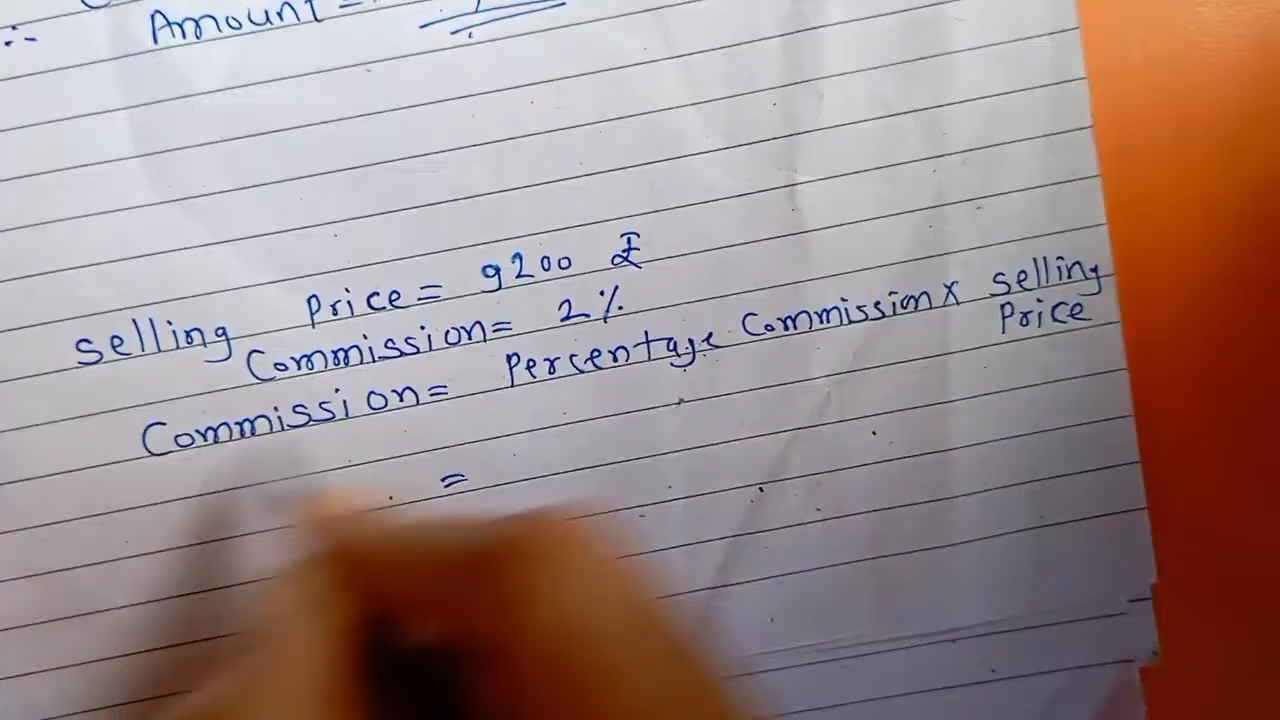 ∴ Amount =
Selling Price = 9200 ₹
Commission = 2 %
Commission = Percentage Commission x Selling Price
=